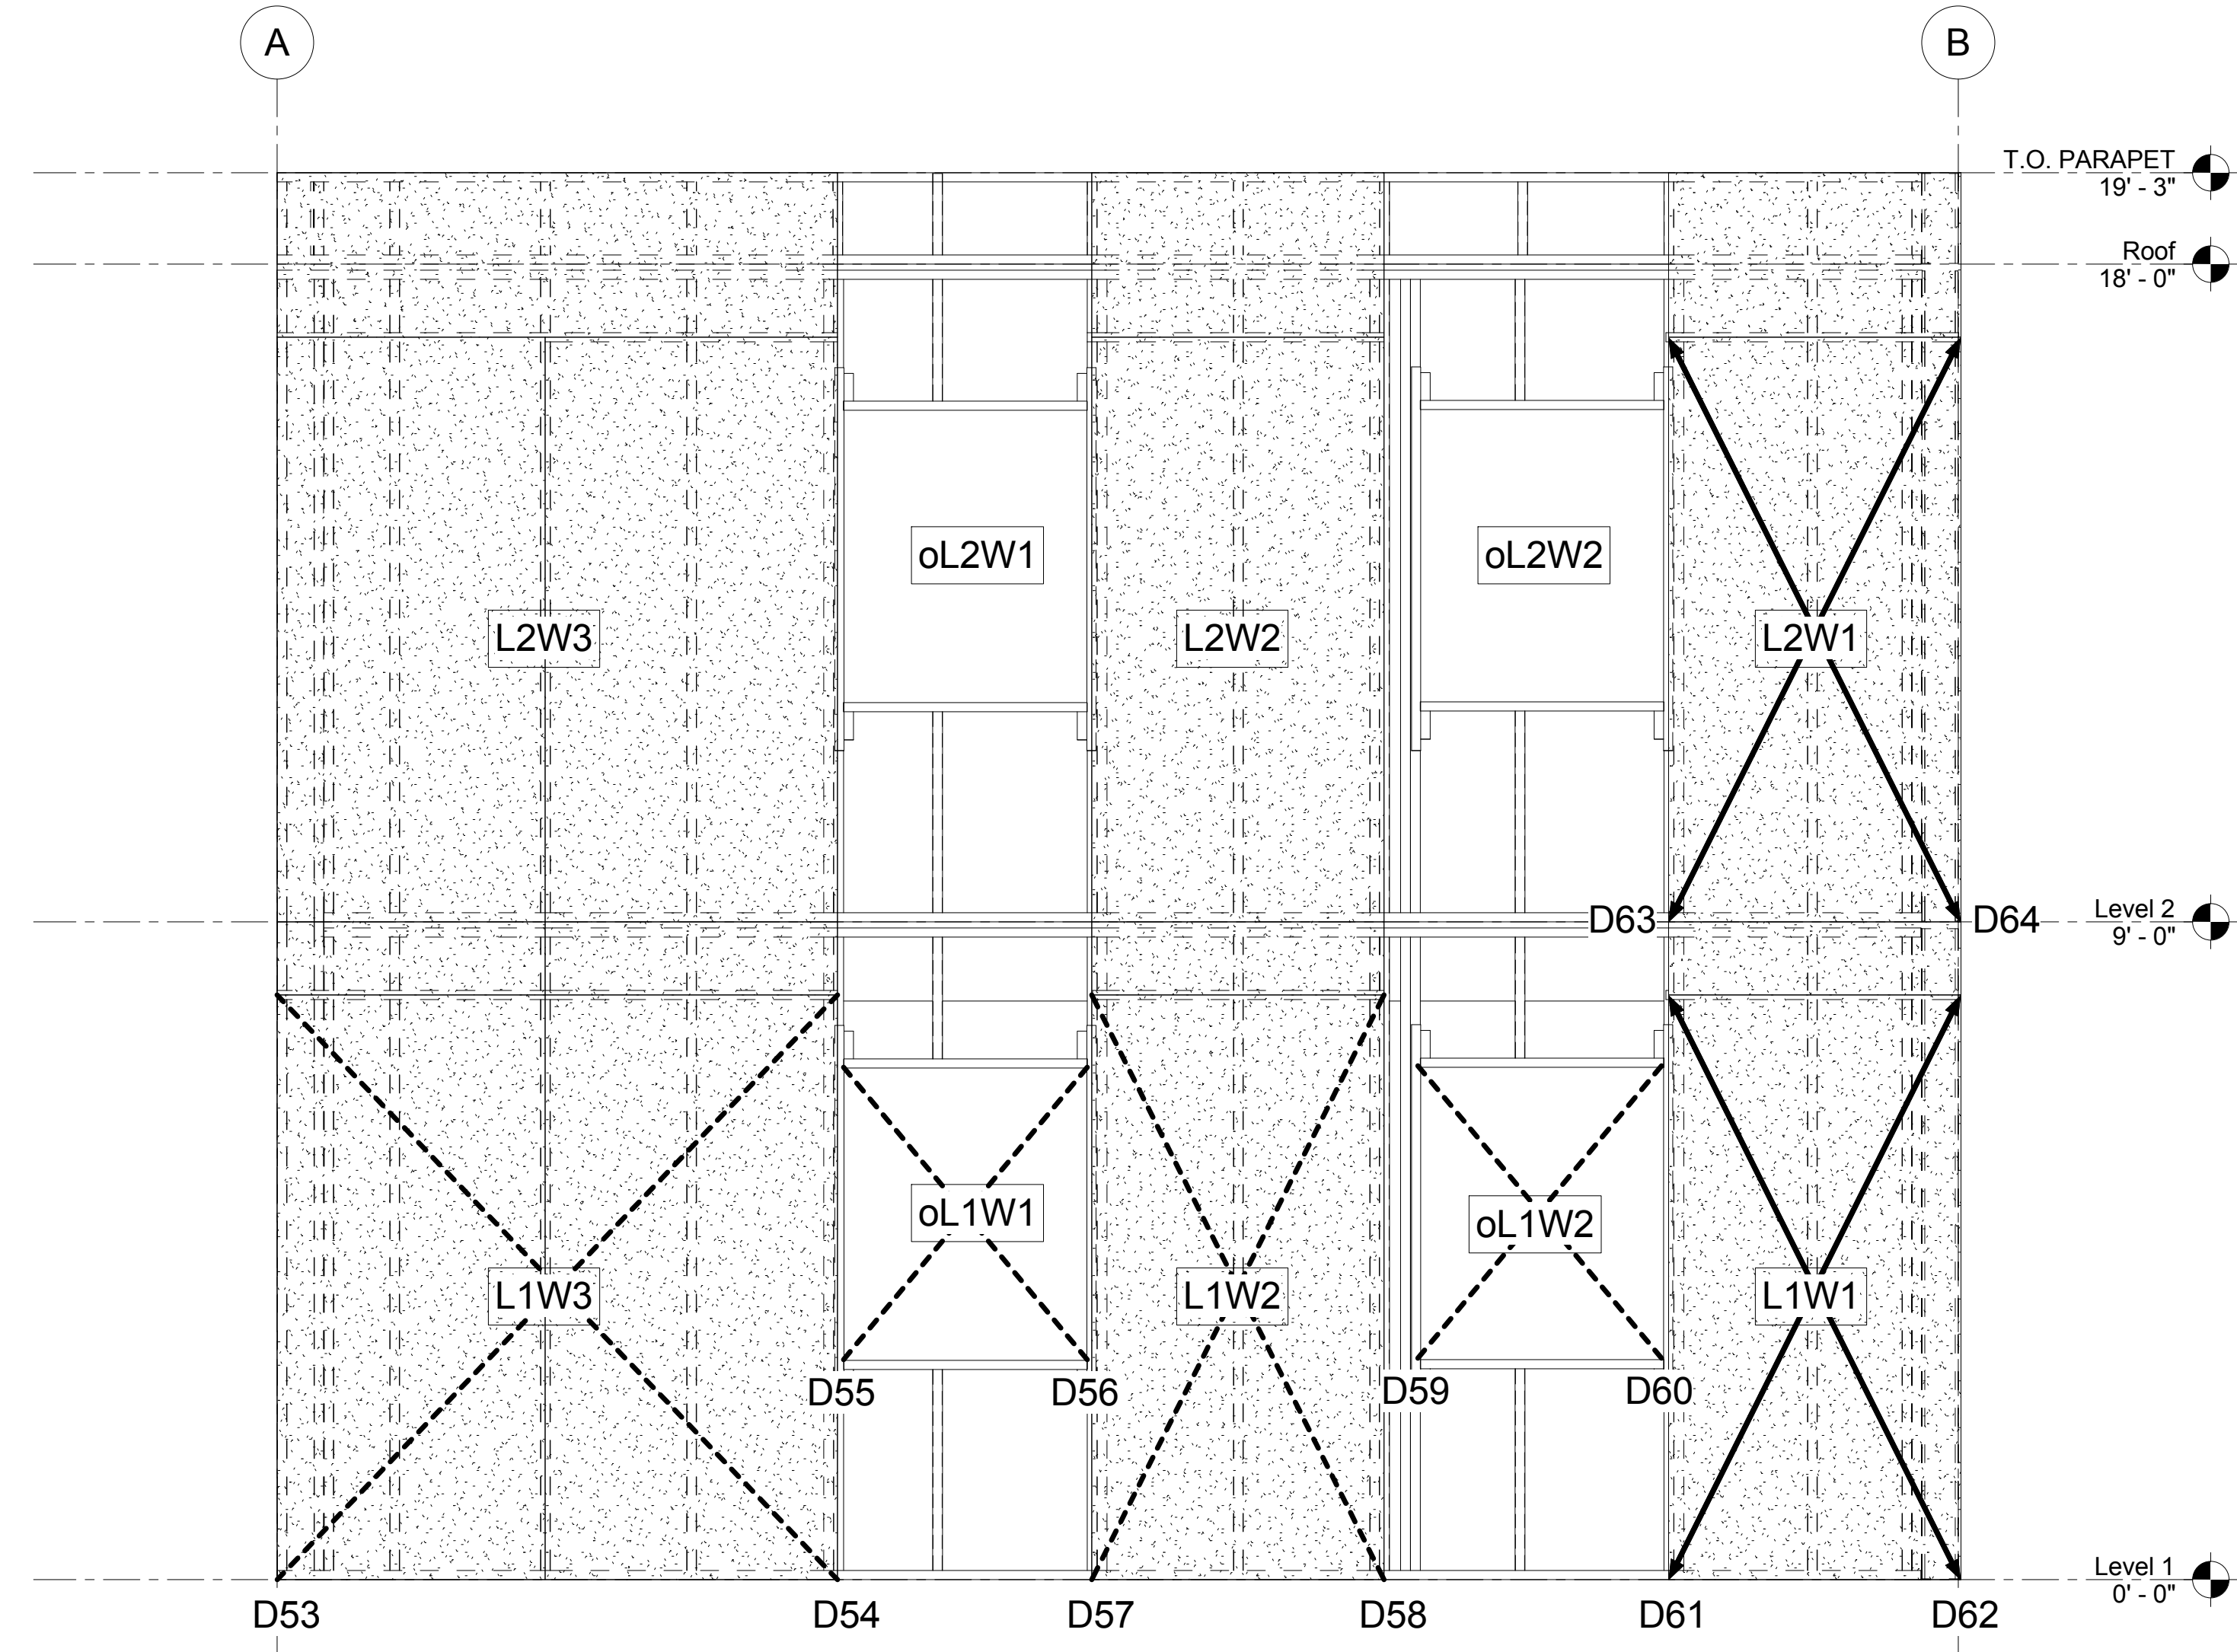 A
B
T.O. PARAPET
19' - 3"
Roof
18' - 0"
oL2W1
oL2W2
L2W3
L2W2
L2W1
D63
D64
Level 2
9' - 0"
oL1W1
oL1W2
L1W3
L1W2
L1W1
D55
D56
D59
D60
Level 1
0' - 0"
D53
D54
D57
D58
D61
D62